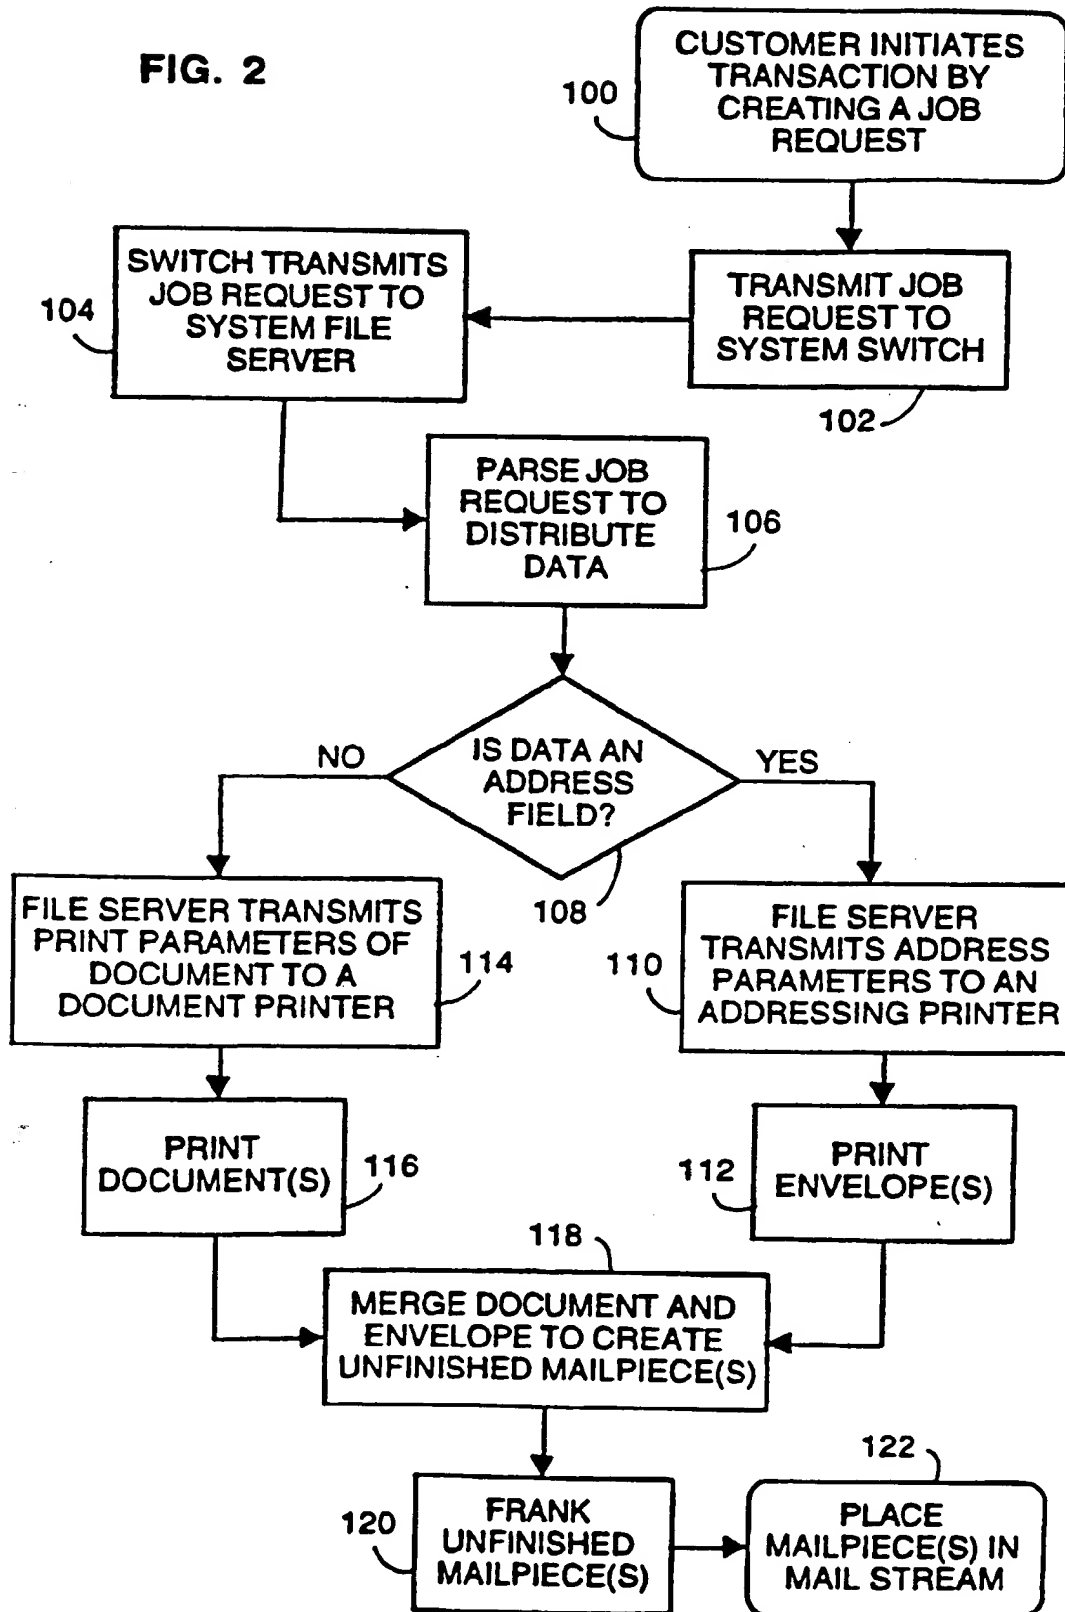 FIG. 2
CUSTOMER INITIATES
TRANSACTION BY
CREATING A JOB
REQUEST
100
SWITCH TRANSMITS
JOB REQUEST TO
SYSTEM FILE
SERVER
104
TRANSMIT JOB
REQUEST TO
SYSTEM SWITCH
102
PARSE JOB
REQUEST TO
DISTRIBUTE
DATA
106
IS DATA AN
ADDRESS
FIELD?
NO
YES
108
FILE SERVER TRANSMITS
PRINT PARAMETERS OF
DOCUMENT TO A
DOCUMENT PRINTER
114
110
FILE SERVER
TRANSMITS ADDRESS
PARAMETERS TO AN
ADDRESSING PRINTER
PRINT
DOCUMENT(S)
116
112
PRINT
ENVELOPE(S)
118
MERGE DOCUMENT AND
ENVELOPE TO CREATE
UNFINISHED MAILPIECE(S)
120
FRANK
UNFINISHED
MAILPIECE(S)
122
PLACE
MAILPIECE(S) IN
MAIL STREAM